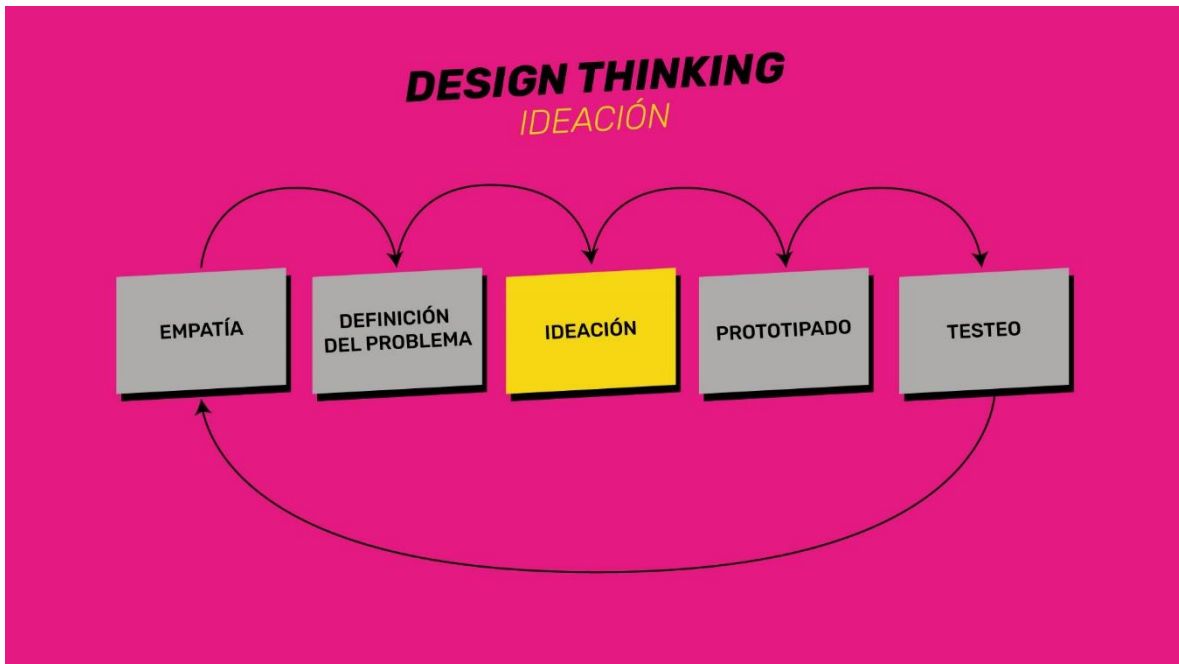 DESIGN THINKING
IDEACIÓN
EMPATÍA
DEFINICIÓN
DEL PROBLEMA
IDEACIÓN
PROTOTIPADO
TESTEO